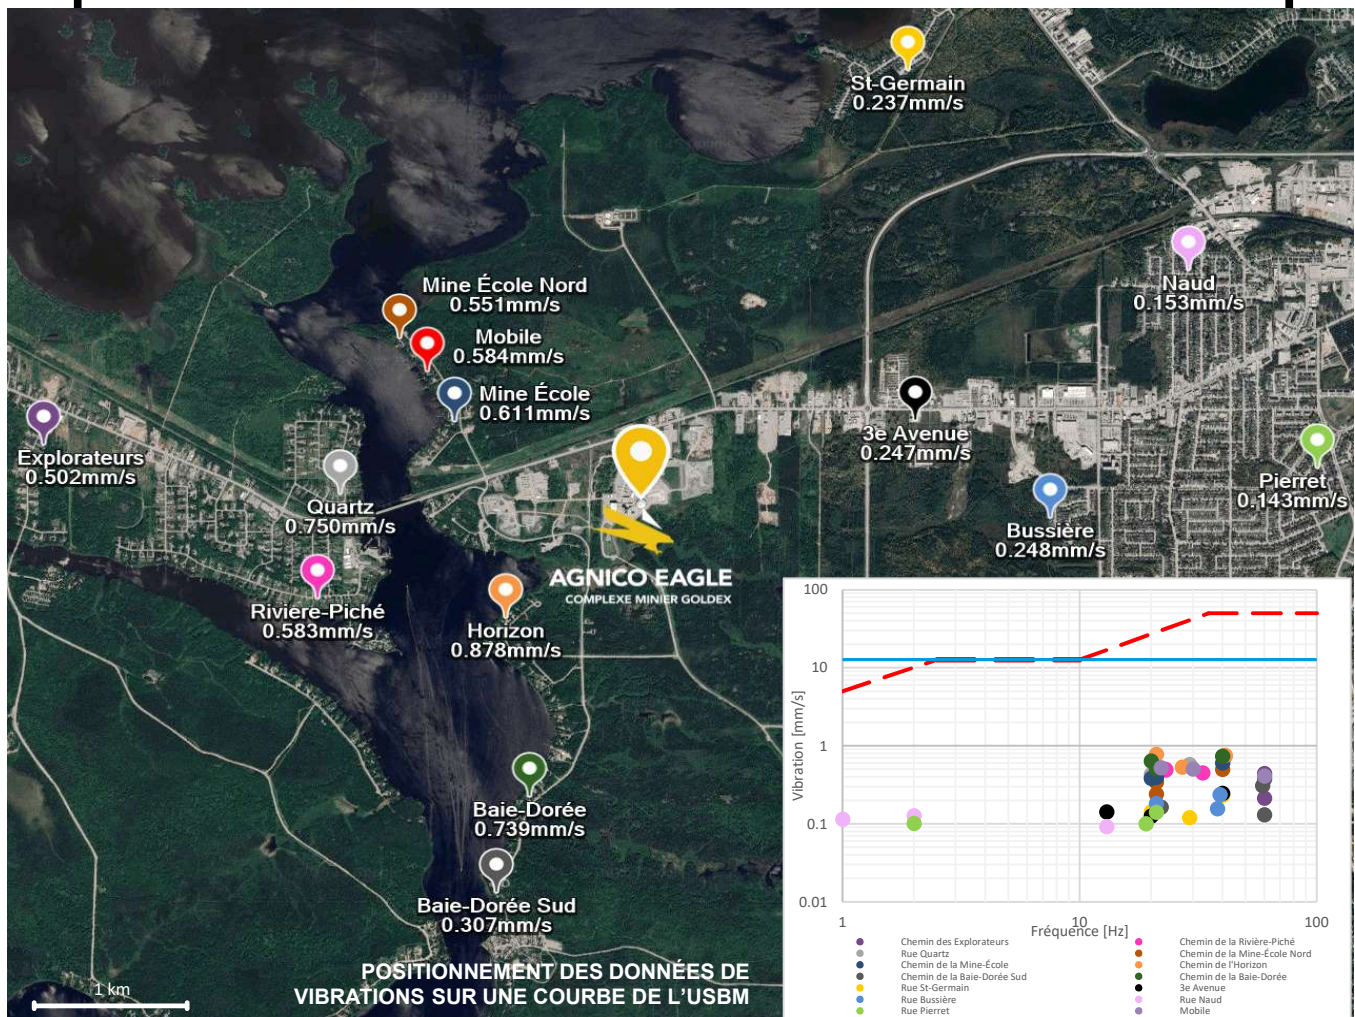 St-Germain
0.237mm/s
Naud
0.153mm/s
Mine École Nord
0.551mm/s
Mobile
0.584mm/s
Mine École
0.611mm/s
Explorateurs
0.502mm/s
Quartz
0.750mm/s
3e Avenue
0.247mm/s
Pierret
0.143mm/s
Bussière
0.248mm/s
Riviere-Piché
0.583mm/s
Horizon
0.878mm/s
AGNICO EAGLE
COMPLEXE MINIER GOLDEX
Baie-Dorée
0.739mm/s
Baie-Dorée Sud
0.307mm/s
1 km
POSITIONNEMENT DES DONNÉES DE
VIBRATIONS SUR UNE COURBE DE L'USBM
Vibration [mm/s]
100
10
1
0.1
0.01
1
10
100
Fréquence [Hz]
Chemin des Explorateurs
Chemin de la Rivière-Piché
Rue Quartz
Chemin de la Mine-École Nord
Chemin de la Mine-École
Chemin de l'Horizon
Chemin de la Baie-Dorée Sud
Chemin de la Baie-Dorée
Rue St-Germain
3e Avenue
Rue Bussière
Rue Naud
Rue Pierret
Mobile